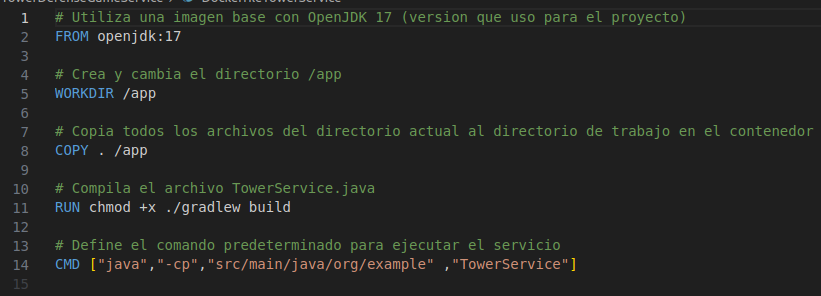 1 # Utiliza una imagen base con OpenJDK 17 (version que uso para el proyecto)
2 FROM openjdk:17
3
4 # Crea y cambia el directorio /app
5 WORKDIR /app
6
7 # Copia todos los archivos del directorio actual al directorio de trabajo en el contenedor
8 COPY . /app
9
10 # Compila el archivo TowerService.java
11 RUN chmod +x ./gradlew build
12
13 # Define el comando predeterminado para ejecutar el servicio
14 CMD ["java","-cp","src/main/java/org/example" ,"TowerService"]
15